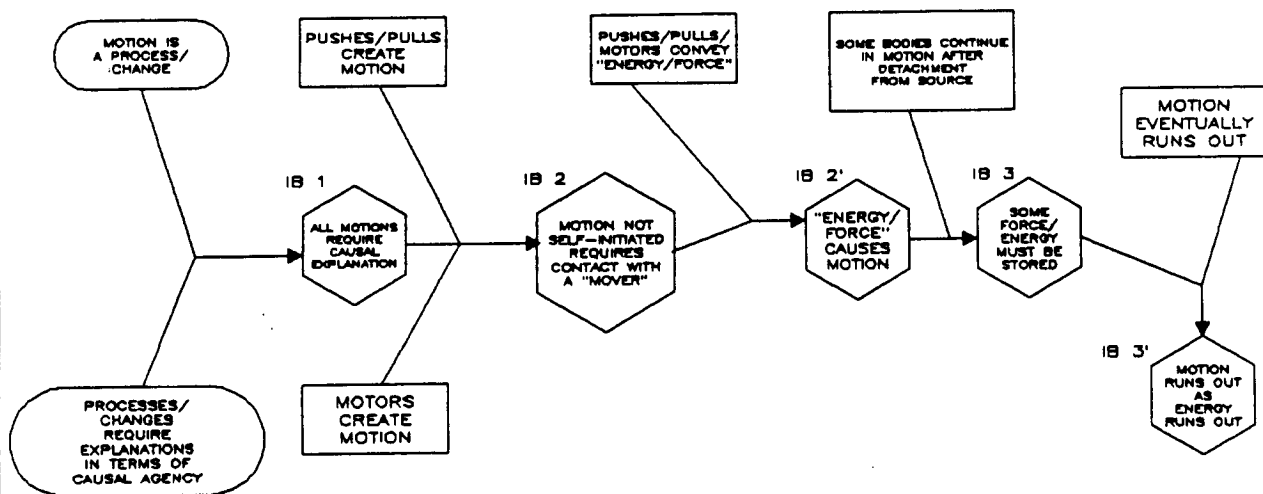 MOTION IS
A PROCESS/
CHANGE
PUSHES/PULLS
CREATE
MOTION
PUSHES/PULLS/
MOTORS CONVEY
"ENERGY/FORCE"
SOME BODIES CONTINUE
IN MOTION AFTER
DETACHMENT
FROM SOURCE
MOTION
EVENTUALLY
RUNS OUT
IB 1
ALL MOTIONS
REQUIRE
CAUSAL
EXPLANATION
IB 2
MOTION NOT
SELF-INITIATED
REQUIRES
CONTACT WITH
A "MOVER"
IB 2'
"ENERGY/
FORCE"
CAUSES
MOTION
IB 3
SOME
FORCE/
ENERGY
MUST BE
STORED
IB 3'
MOTION
RUNS OUT
AS
ENERGY
RUNS OUT
PROCESSES/
CHANGES
REQUIRE
EXPLANATIONS
IN TERMS OF
CAUSAL AGENCY
MOTORS
CREATE
MOTION